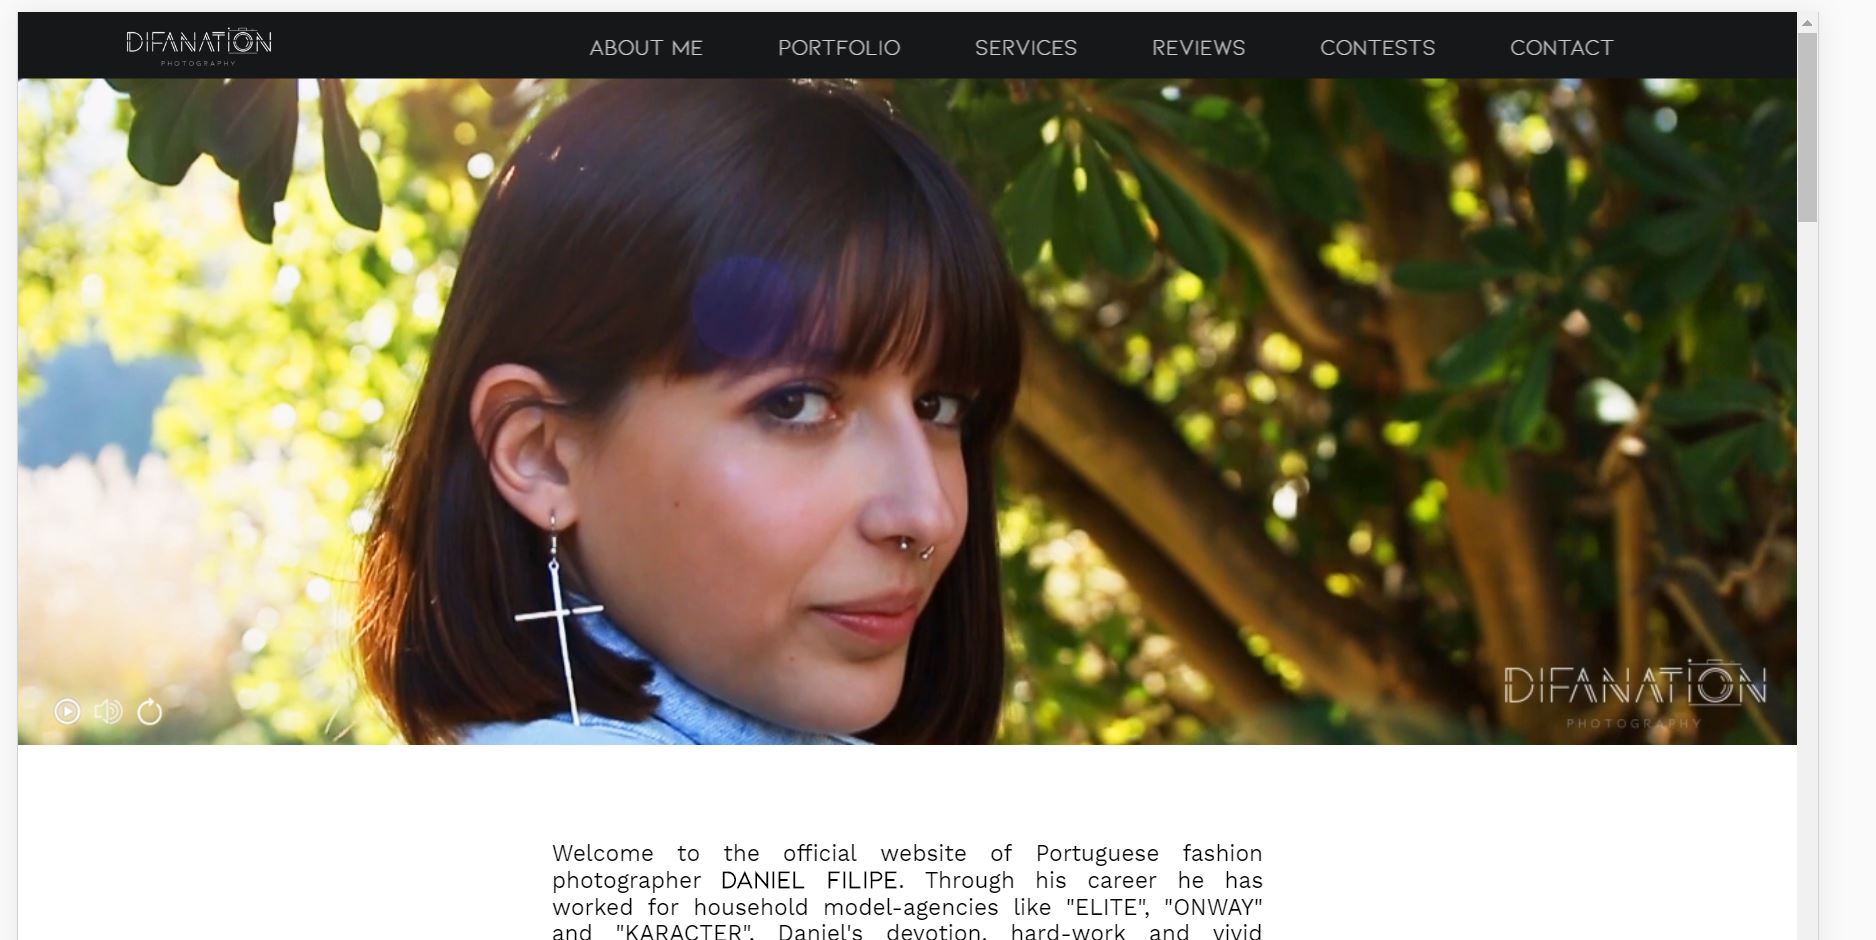 DIFANATION
PHOTOGRAPHY
ABOUT ME PORTFOLIO SERVICES REVIEWS CONTESTS CONTACT
DIFANATION
PHOTOGRAPHY
Welcome to the official website of Portuguese fashion
photographer DANIEL FILIPE. Through his career he has
worked for household model-agencies like "ELITE", "ONWAY"
and "KARACTER". Daniel's devotion, hard-work and vivid